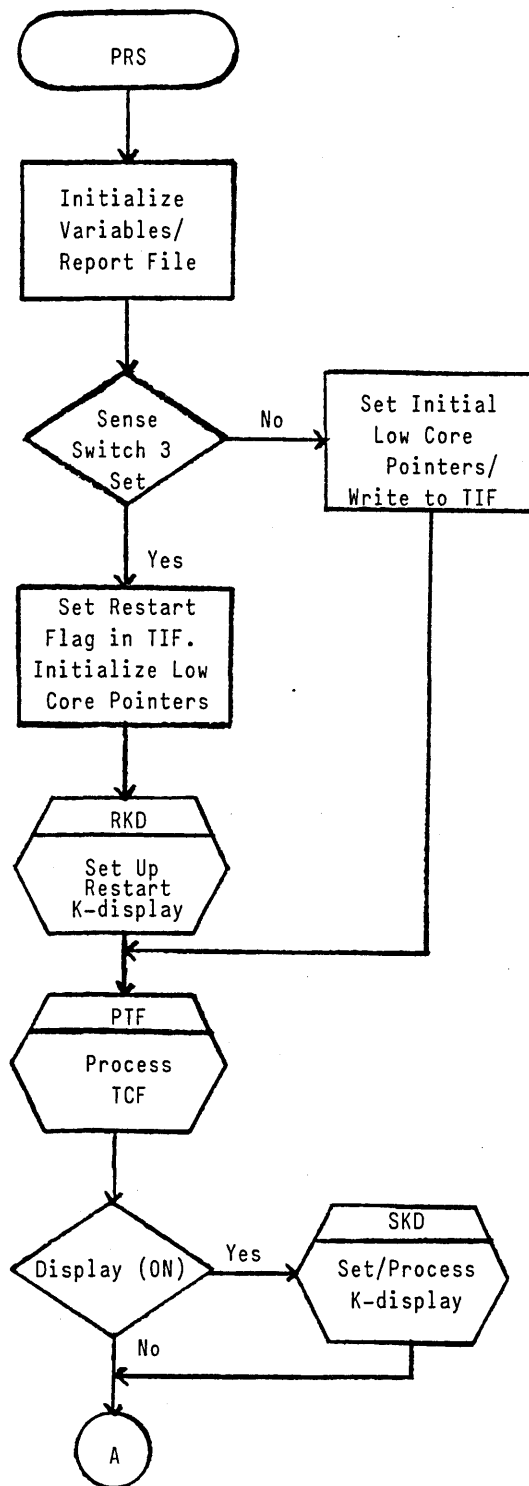 PRS
Initialize
Variables/
Report File
Sense
Switch 3
Set
No
Set Initial
Low Core
Pointers/
Write to TIF
Yes
Set Restart
Flag in TIF.
Initialize Low
Core Pointers
RKD
Set Up
Restart
K-display
PTF
Process
TCF
Display (ON)
Yes
SKD
Set/Process
K-display
No
A